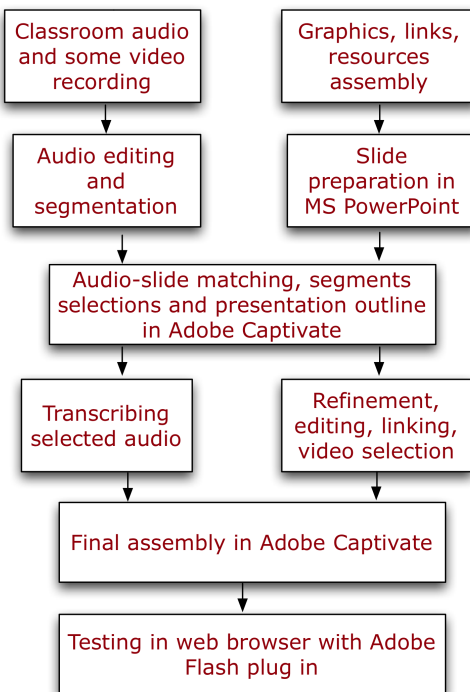 Classroom audio
and some video
recording
Graphics, links,
resources
assembly
Audio editing
and
segmentation
Slide
preparation in
MS PowerPoint
Audio-slide matching, segments
selections and presentation outline
in Adobe Captivate
Transcribing
selected audio
Refinement,
editing, linking,
video selection
Final assembly in Adobe Captivate
Testing in web browser with Adobe
Flash plug in